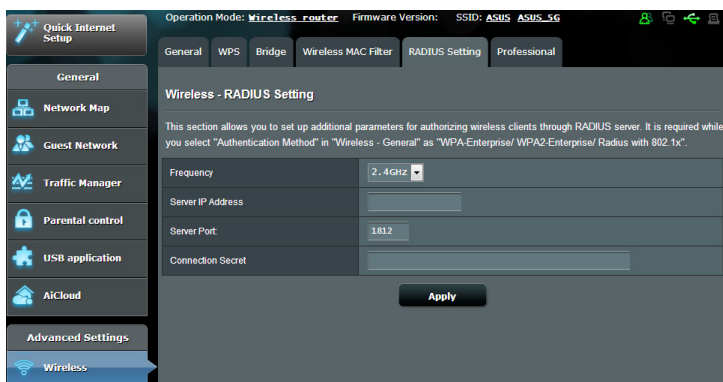 Quick Internet
Setup
Operation Mode: Wireless router Firmware Version: SSID: ASUS ASUS_5G
General WPS Bridge Wireless MAC Filter RADIUS Setting Professional
General
Network Map
Guest Network
Traffic Manager
Parental control
USB application
AiCloud
Advanced Settings
Wireless
Wireless - RADIUS Setting
This section allows you to set up additional parameters for authorizing wireless clients through RADIUS server. It is required while
you select "Authentication Method" in "Wireless - General" as "WPA-Enterprise/ WPA2-Enterprise/ Radius with 802.1x".
Frequency 2.4GHz
Server IP Address
Server Port: 1812
Connection Secret
Apply